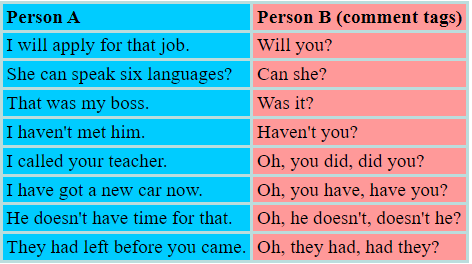 Person A Person B (comment tags)
I will apply for that job. Will you?
She can speak six languages? Can she?
That was my boss. Was it?
I haven't met him. Haven't you?
I called your teacher. Oh, you did, did you?
I have got a new car now. Oh, you have, have you?
He doesn't have time for that. Oh, he doesn't, doesn't he?
They had left before you came. Oh, they had, had they?